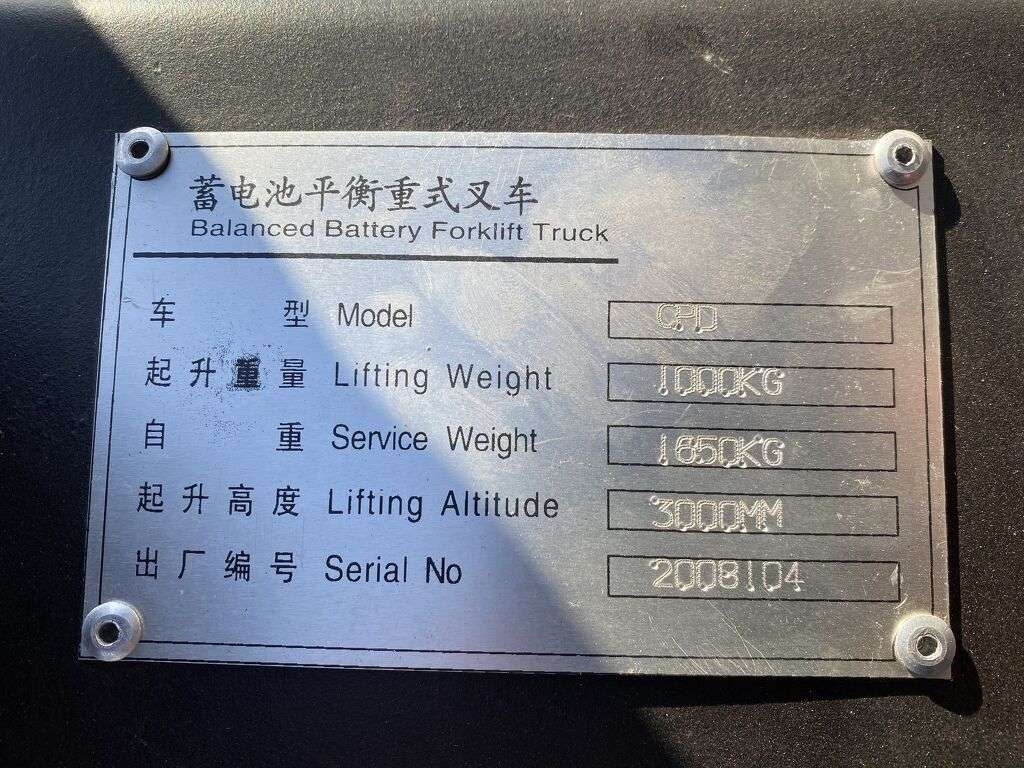 蓄电池平衡重式叉车
Balanced Battery Forklift Truck
车 型 Model CPD
起升重量 Lifting Weight 1000KG
自 重 Service Weight 1650KG
起升高度 Lifting Altitude 3000MM
出厂编号 Serial No 2008104